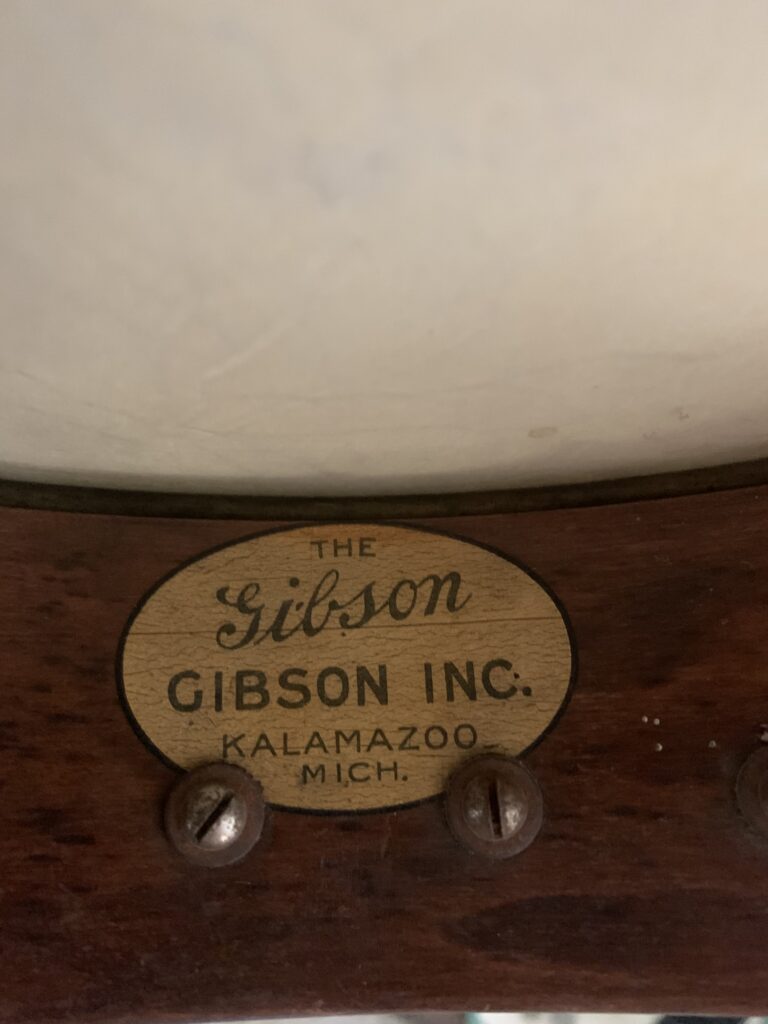 THE
Gibson
GIBSON INC.
KALAMAZOO
MICH.